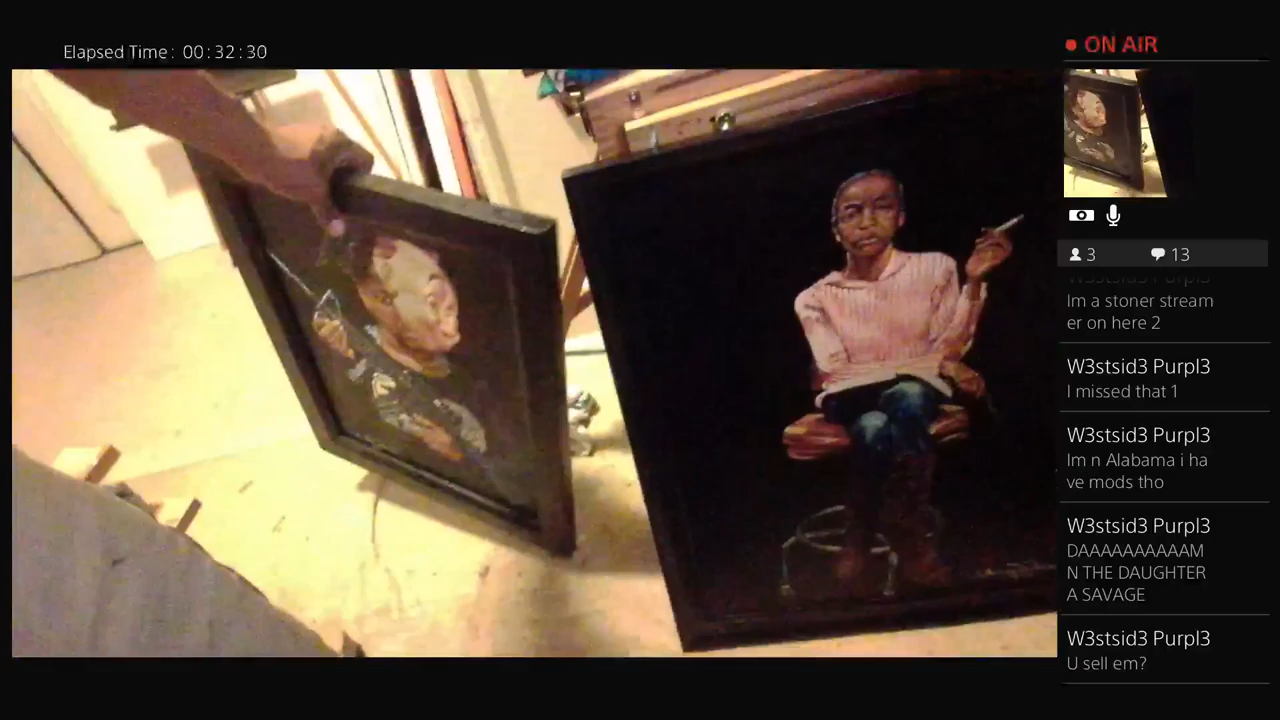 Elapsed Time: 00:32:30
ON AIR
3
13
Im a stoner stream
er on here 2
W3stsid3 Purpl3
I missed that 1
W3stsid3 Purpl3
Im n Alabama i ha
ve mods tho
W3stsid3 Purpl3
DAAAAAAAAAAM
N THE DAUGHTER
A SAVAGE
W3stsid3 Purpl3
U sell em?